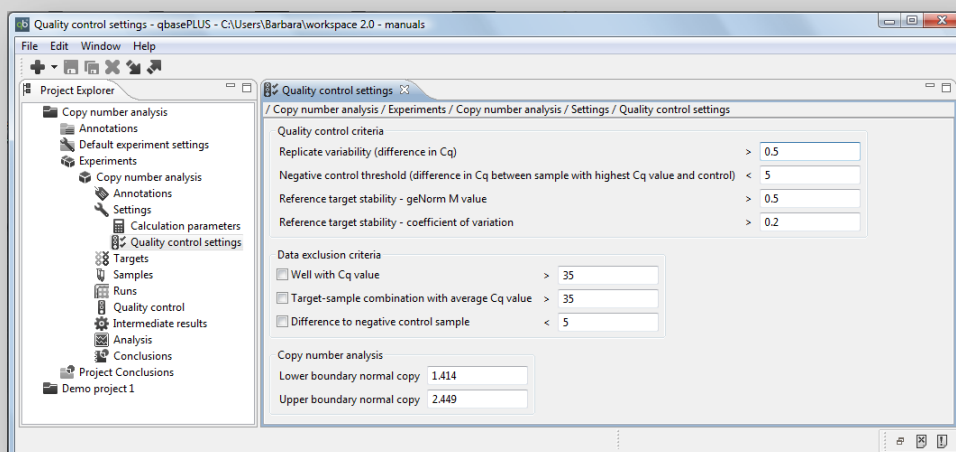 qb Quality control settings - qbasePLUS - C:\Users\Barbara\workspace 2.0 - manuals
File Edit Window Help
Project Explorer
Copy number analysis
Annotations
Default experiment settings
Experiments
Copy number analysis
Annotations
Settings
Calculation parameters
Quality control settings
Targets
Samples
Runs
Quality control
Intermediate results
Analysis
Conclusions
Project Conclusions
Demo project 1
Quality control settings
/ Copy number analysis / Experiments / Copy number analysis / Settings / Quality control settings
Quality control criteria
Replicate variability (difference in Cq) > 0.5
Negative control threshold (difference in Cq between sample with highest Cq value and control) < 5
Reference target stability - geNorm M value > 0.5
Reference target stability - coefficient of variation > 0.2
Data exclusion criteria
Well with Cq value > 35
Target-sample combination with average Cq value > 35
Difference to negative control sample < 5
Copy number analysis
Lower boundary normal copy 1.414
Upper boundary normal copy 2.449